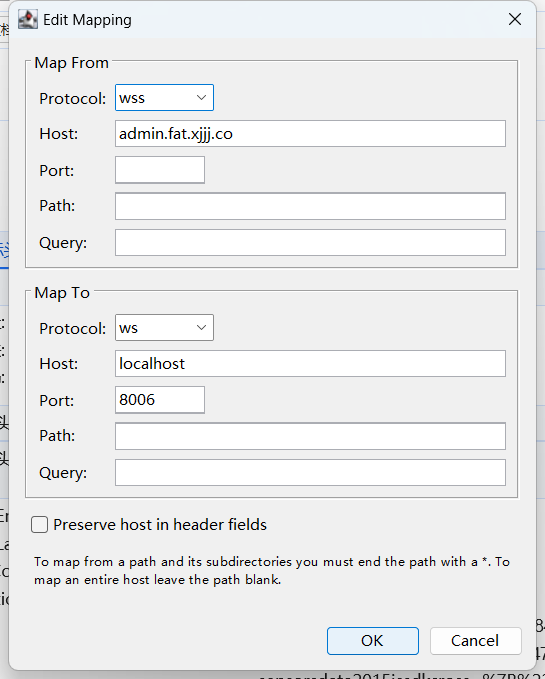 Edit Mapping
Map From
Protocol: wss
Host: admin.fat.xjjj.co
Port:
Path:
Query:
Map To
Protocol: ws
Host: localhost
Port: 8006
Path:
Query:
Preserve host in header fields
To map from a path and its subdirectories you must end the path with a *. To
map an entire host leave the path blank.
OK Cancel